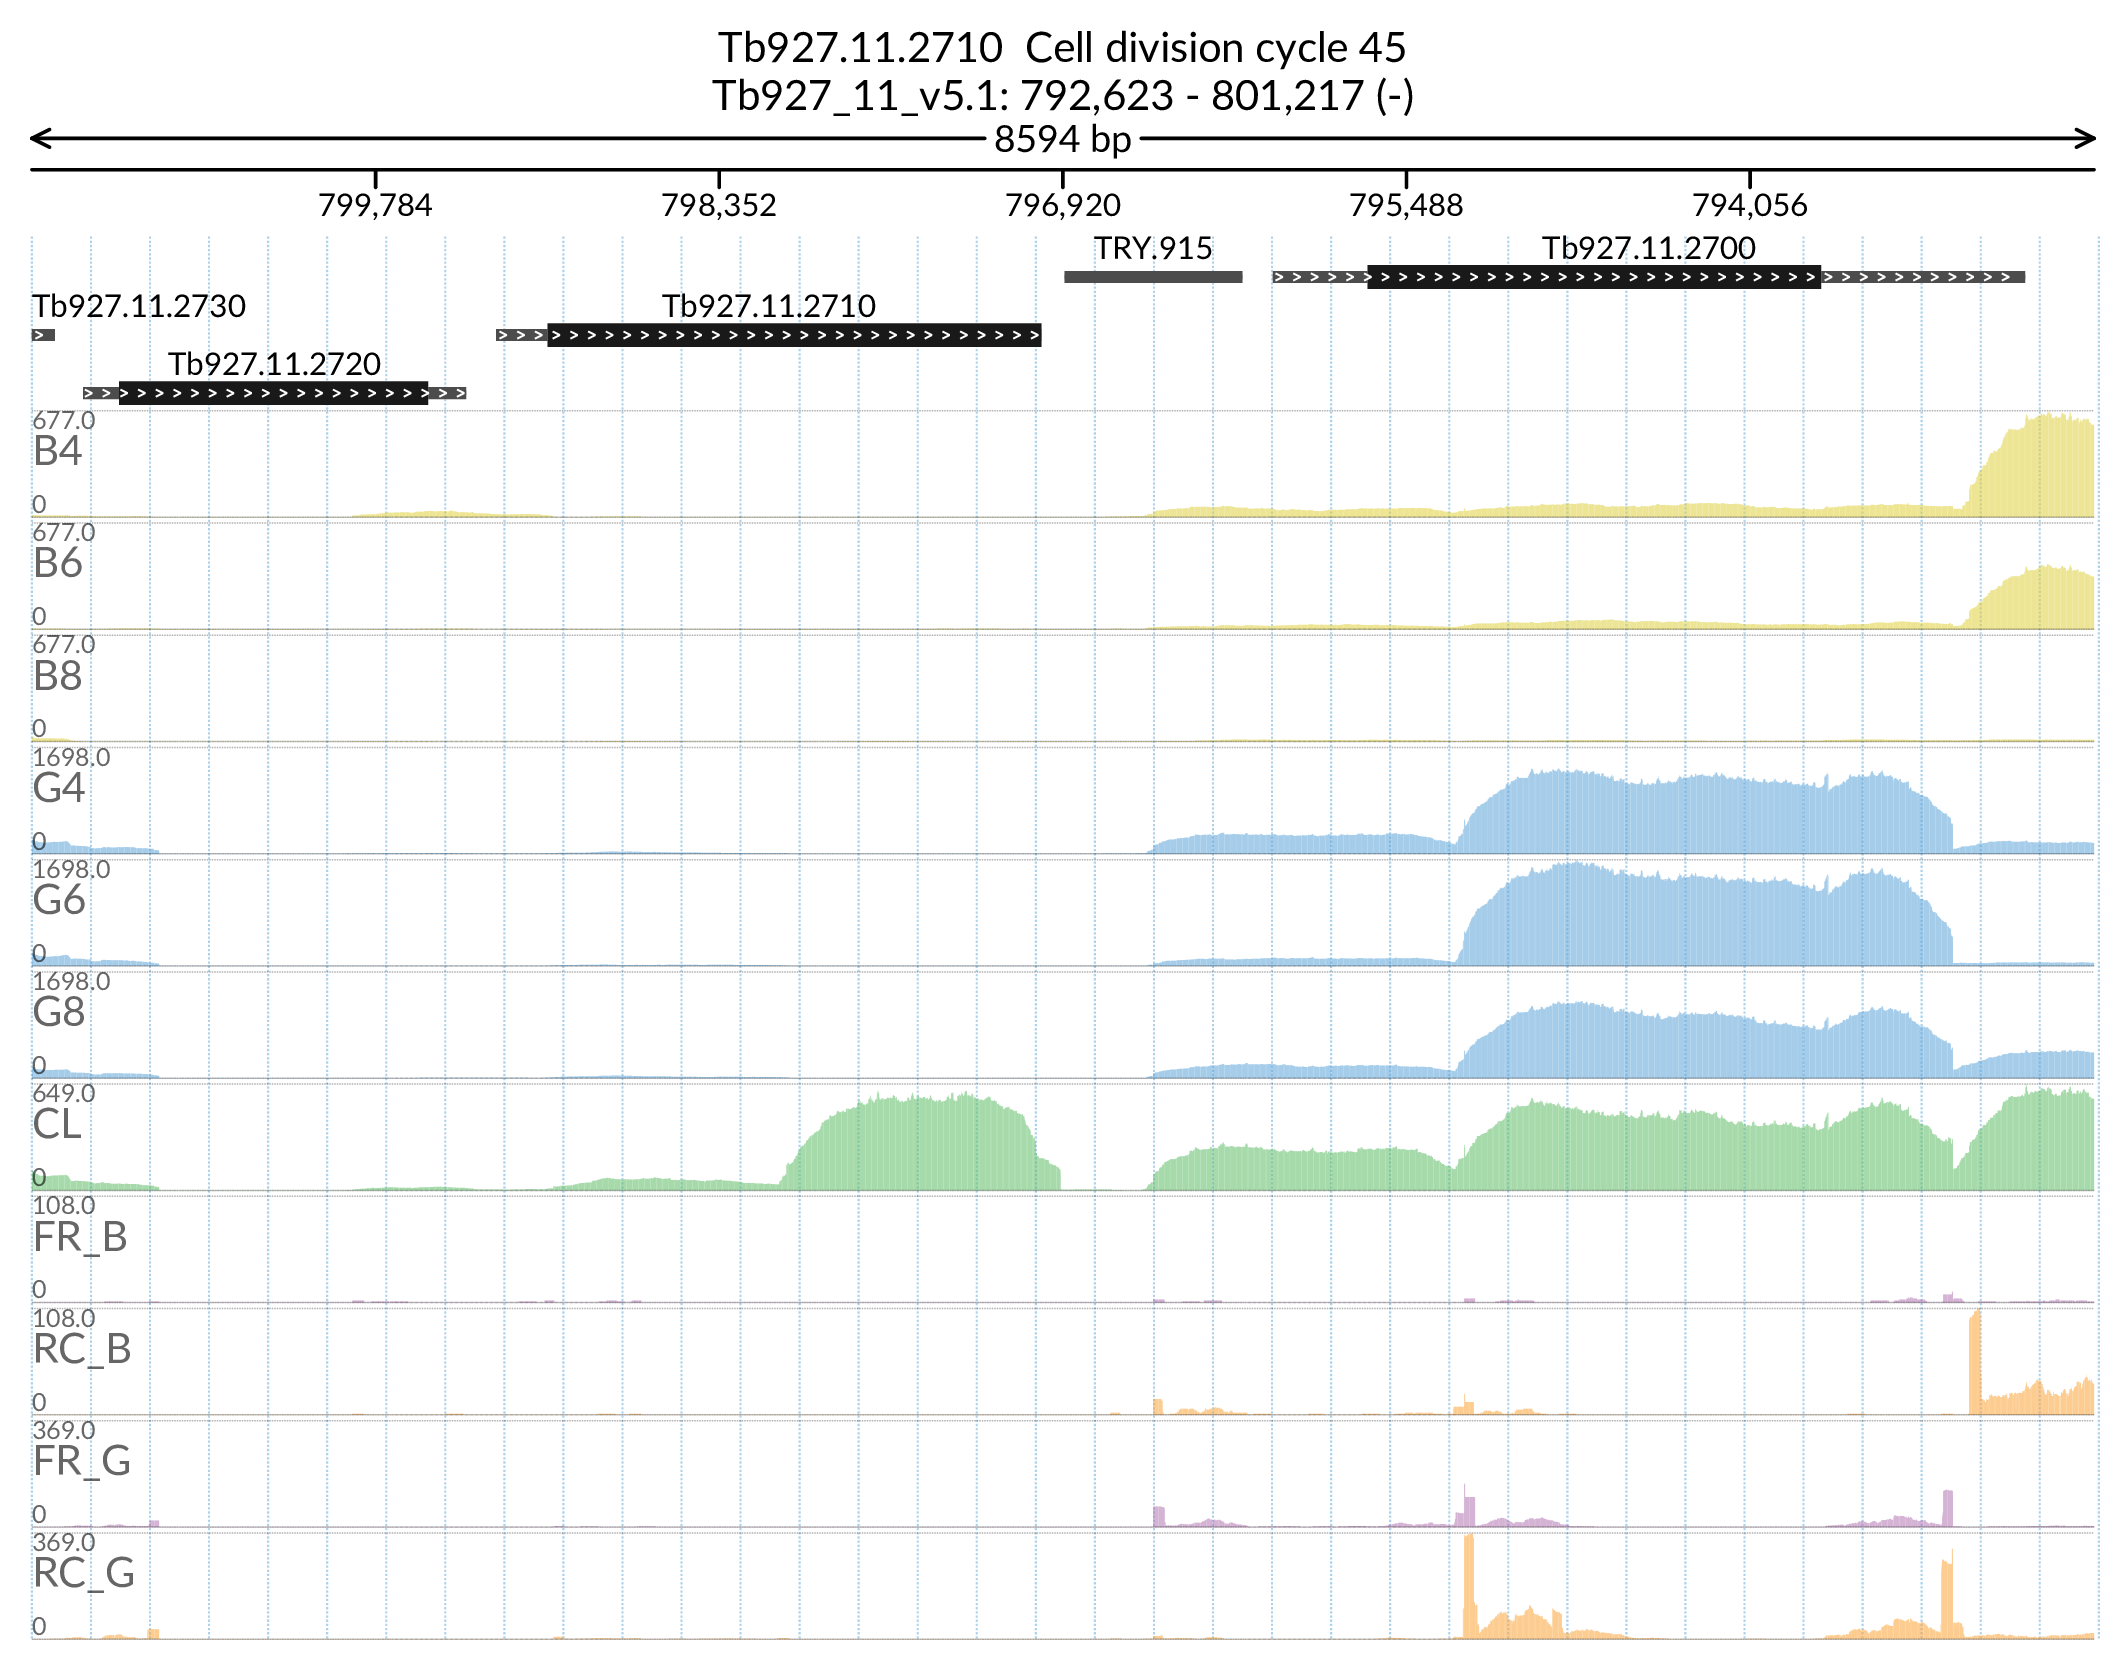 Tb927.11.2710  Cell division cycle 45
Tb927_11_v5.1: 792,623 - 801,217 (-)
8594 bp
799,784 798,352 796,920 795,488 794,056
TRY.915 Tb927.11.2700
Tb927.11.2730 Tb927.11.2710
Tb927.11.2720
677.0
B4
0
677.0
B6
0
677.0
B8
0
1698.0
G4
0
1698.0
G6
0
1698.0
G8
0
649.0
CL
0
108.0
FR_B
0
108.0
RC_B
0
369.0
FR_G
0
369.0
RC_G
0